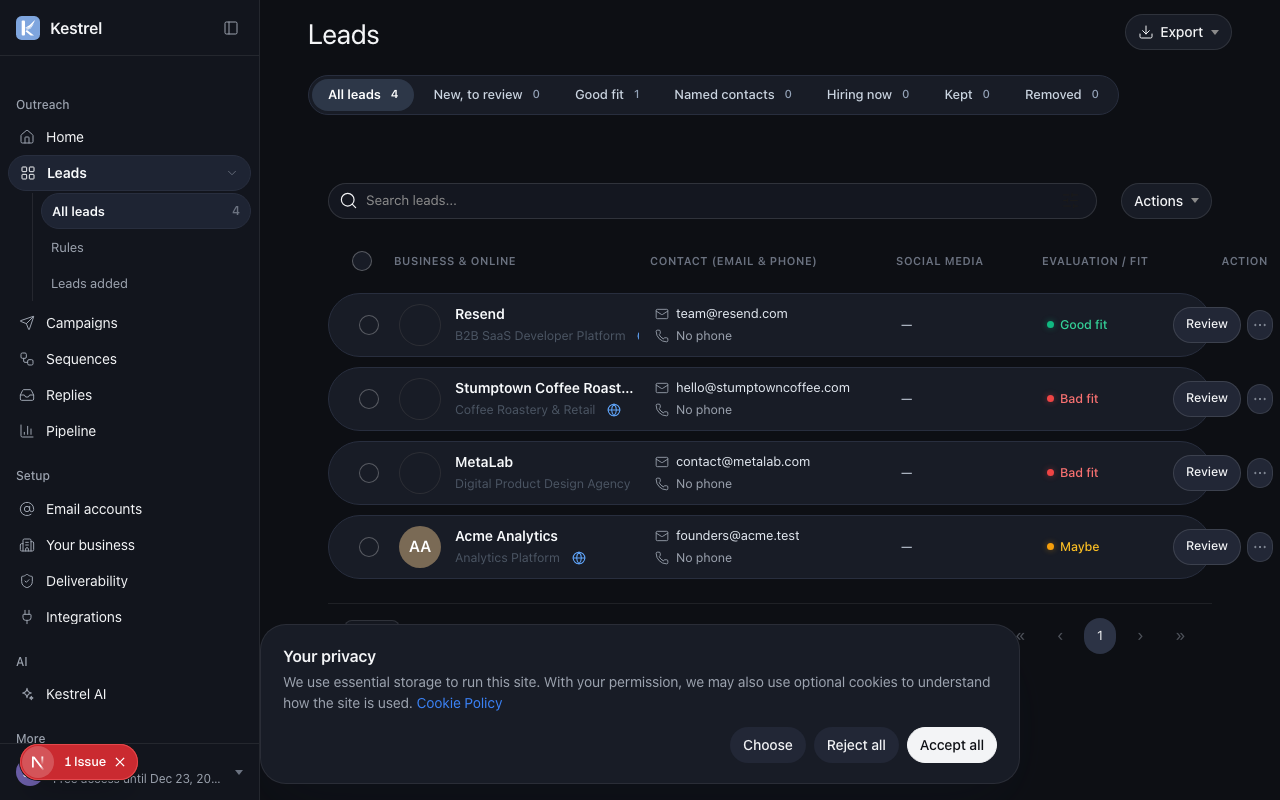 Kestrel
Outreach
Home
Leads
All leads 4
Rules
Leads added
Campaigns
Sequences
Replies
Pipeline
Setup
Email accounts
Your business
Deliverability
Integrations
AI
Kestrel AI
More
N 1 Issue
until Dec 23, 20...
Leads
Export
All leads 4 New, to review 0 Good fit 1 Named contacts 0 Hiring now 0 Kept 0 Removed 0
Search leads...
Actions
BUSINESS & ONLINE CONTACT (EMAIL & PHONE) SOCIAL MEDIA EVALUATION / FIT ACTION
Resend
B2B SaaS Developer Platform
team@resend.com
No phone
—
Good fit
Review
Stumptown Coffee Roast...
Coffee Roastery & Retail
hello@stumptowncoffee.com
No phone
—
Bad fit
Review
MetaLab
Digital Product Design Agency
contact@metalab.com
No phone
—
Bad fit
Review
AA
Acme Analytics
Analytics Platform
founders@acme.test
No phone
—
Maybe
Review
« ‹ 1 › »
Your privacy
We use essential storage to run this site. With your permission, we may also use optional cookies to understand
how the site is used. Cookie Policy
Choose Reject all Accept all